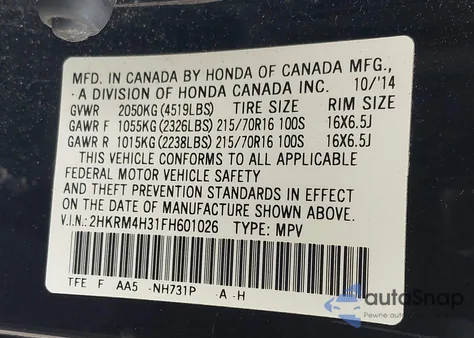 MFD. IN CANADA BY HONDA OF CANADA MFG.,
A DIVISION OF HONDA CANADA INC. 10/'14
GVWR 2050KG (4519LBS) TIRE SIZE RIM SIZE
GAWR F 1055KG (2326LBS) 215/70R16 100S 16X6.5J
GAWR R 1015KG (2238LBS) 215/70R16 100S 16X6.5J
THIS VEHICLE CONFORMS TO ALL APPLICABLE
FEDERAL MOTOR VEHICLE SAFETY
AND THEFT PREVENTION STANDARDS IN EFFECT
ON THE DATE OF MANUFACTURE SHOWN ABOVE.
V.I.N.: 2HKRM4H31FH601026 TYPE: MPV
TFE F AA5 -NH731P -A -H
autoSnap
Pewne auto z USA